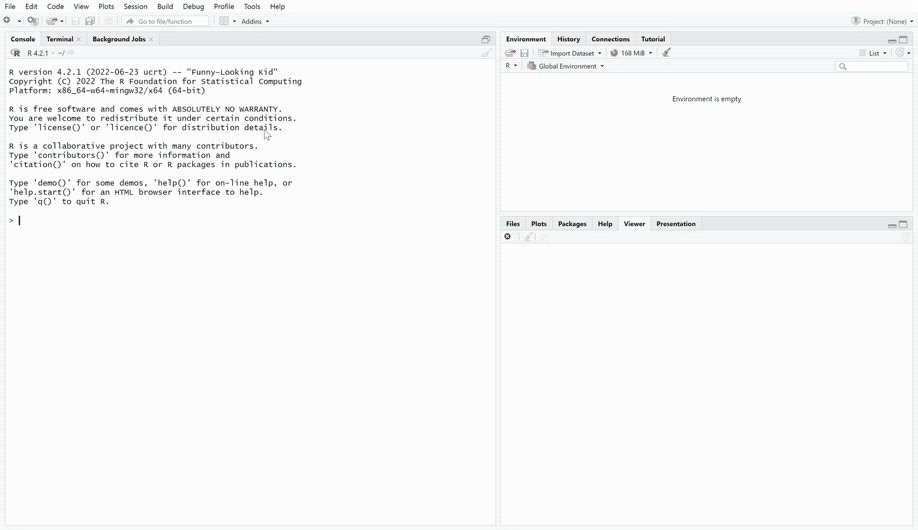 File Edit Code View Plots Session Build Debug Profile Tools Help
Go to file/function Addins Project: (None)
Console Terminal Background Jobs
R 4.2.1 · ~/
R version 4.2.1 (2022-06-23 ucrt) -- "Funny-Looking Kid"
Copyright (C) 2022 The R Foundation for Statistical Computing
Platform: x86_64-w64-mingw32/x64 (64-bit)
R is free software and comes with ABSOLUTELY NO WARRANTY.
You are welcome to redistribute it under certain conditions.
Type 'license()' or 'licence()' for distribution details.
R is a collaborative project with many contributors.
Type 'contributors()' for more information and
'citation()' on how to cite R or R packages in publications.
Type 'demo()' for some demos, 'help()' for on-line help, or
'help.start()' for an HTML browser interface to help.
Type 'q()' to quit R.
>
Environment History Connections Tutorial
Import Dataset 168 MiB List
R Global Environment
Environment is empty
Files Plots Packages Help Viewer Presentation